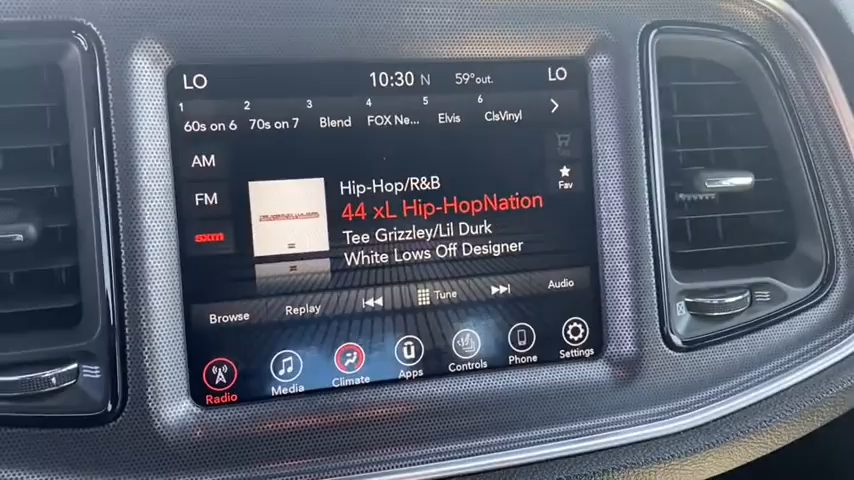 LO 10:30 N 59°out. LO
1 2 3 4 5 6
60s on 6 70s on 7 Blend FOX Ne... Elvis ClsVinyl
AM
FM
sxm
Fav
Hip-Hop/R&B
44 xL Hip-HopNation
Tee Grizzley/Lil Durk
White Lows Off Designer
Browse Replay Tune Audio
Radio Media Climate Apps Controls Phone Settings